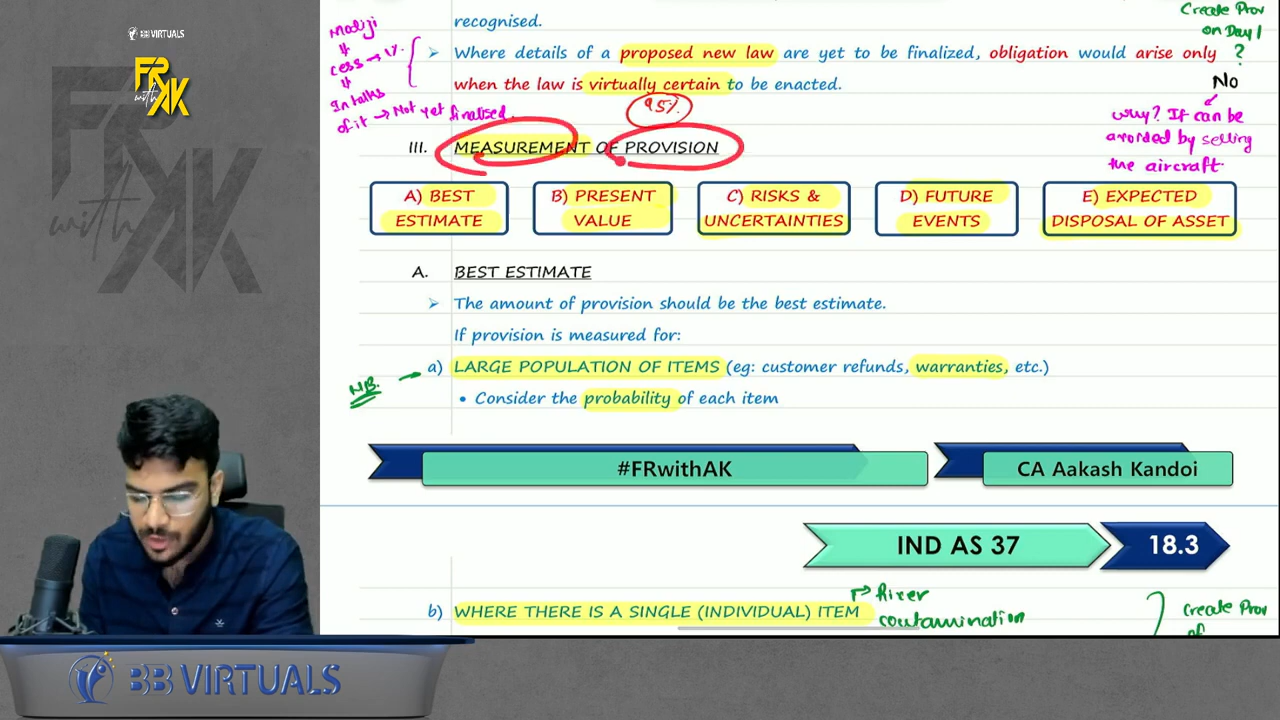 BB VIRTUALS
FR
with
AK
FR
with
AK
recognised.
Where details of a proposed new law are yet to be finalized, obligation would arise only
when the law is virtually certain to be enacted.
95%
Modiji
cess → 1%
In talks
of it → Not yet finalised.
Create Prov
on Day 1
?
No
Why? It can be
avoided by selling
the aircraft.
III. MEASUREMENT OF PROVISION
A) BEST
ESTIMATE
B) PRESENT
VALUE
C) RISKS &
UNCERTAINTIES
D) FUTURE
EVENTS
E) EXPECTED
DISPOSAL OF ASSET
A. BEST ESTIMATE
The amount of provision should be the best estimate.
If provision is measured for:
N.B. → a) LARGE POPULATION OF ITEMS (eg: customer refunds, warranties, etc.)
• Consider the probability of each item
#FRwithAK
CA Aakash Kandoi
IND AS 37
18.3
b) WHERE THERE IS A SINGLE (INDIVIDUAL) ITEM
River
contamination
Create Prov
of
BB VIRTUALS